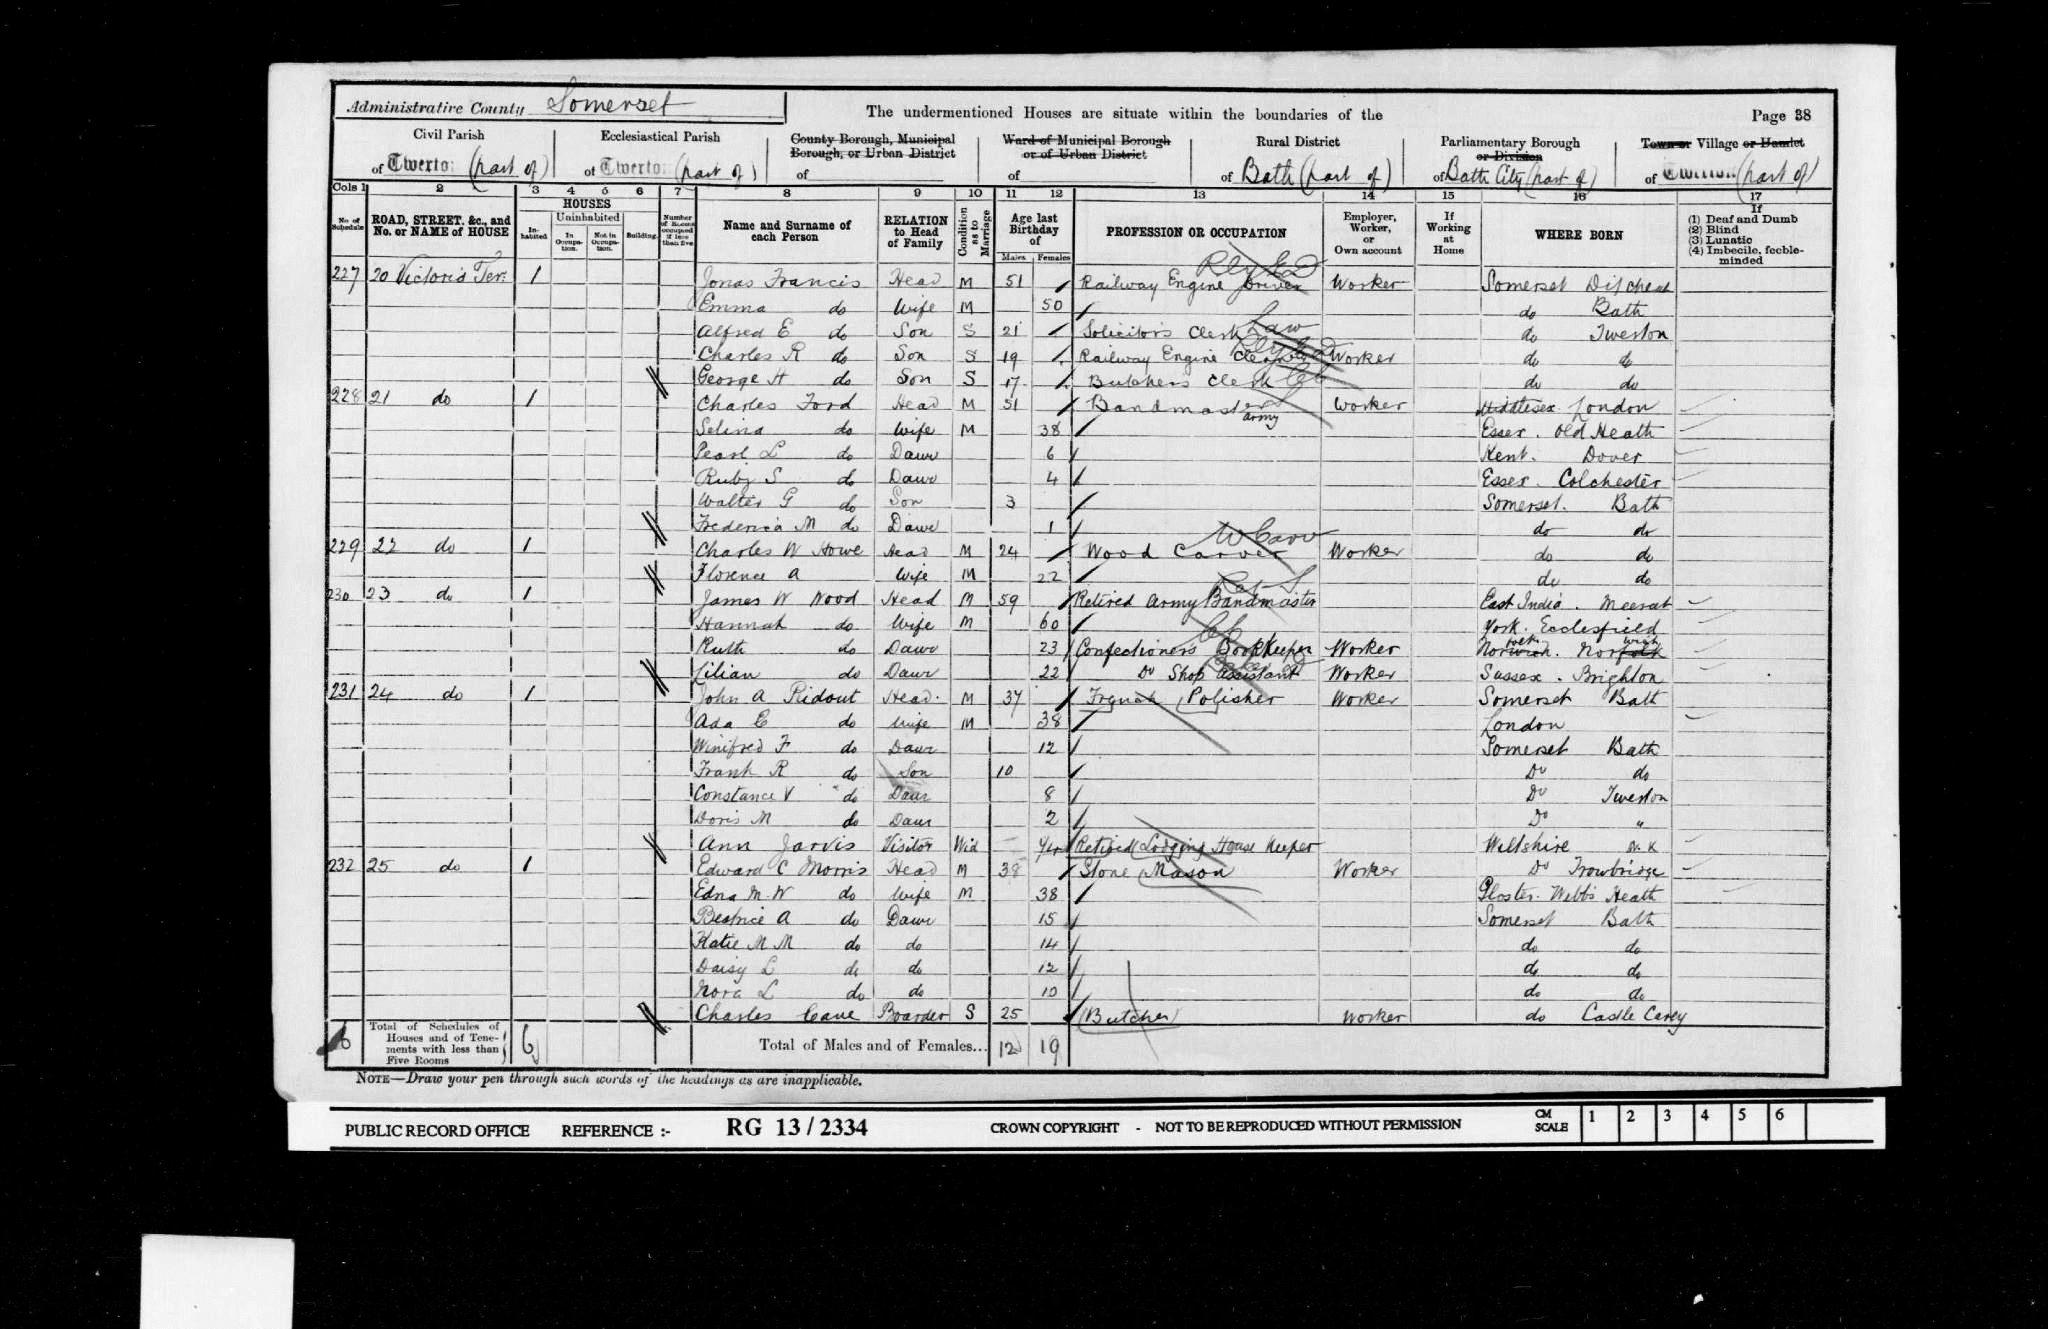 Administrative County Somerset
The undermentioned Houses are situate within the boundaries of the
Page 38
Civil Parish
of Twerton (part of)
Ecclesiastical Parish
of Twerton (part of)
County Borough, Municipal Borough, or Urban District
of
Ward of Municipal Borough or of Urban District
of
Rural District
of Bath (part of)
Parliamentary Borough or Division
of Bath City (part of)
Town or Village or Hamlet
of Twerton (part of)
Cols 1 2 3 4 5 6 7 8 9 10 11 12 13 14 15 16 17
No. of Schedule
ROAD, STREET, &c., and No. or NAME of HOUSE
HOUSES
Inhabited
Uninhabited
In Occupation.
Not in Occupation.
Building.
Number of Rooms occupied if less than five
Name and Surname of each Person
RELATION to Head of Family
Condition as to Marriage
Age last Birthday of
Males Females
PROFESSION OR OCCUPATION
Employer, Worker, or Own account
If Working at Home
WHERE BORN
If
(1) Deaf and Dumb
(2) Blind
(3) Lunatic
(4) Imbecile, feeble-minded
227 20 Victoria Ter. 1 Jonas Francis Head M 51 Railway Engine Driver Worker Somerset Ditcheat
Emma do Wife M 50 do Bath
Alfred E do Son S 21 Solicitor's Clerk Law do Twerton
Charles R do Son S 19 Railway Engine Cleaner Worker do do
George H do Son S 17 Butchers Clerk do do
228 21 do 1 Charles Ford Head M 51 Bandmaster Army Worker Middlesex London
Selina do Wife M 38 Essex. Old Heath
Pearl L do Daur 6 Kent. Dover
Ruby S do Daur 4 Essex. Colchester
Walter G do Son 3 Somerset. Bath
Frederica M do Daur 1 do do
229 22 do 1 Charles W Howe Head M 24 Wood Carver W Carv Worker do do
Florence A Wife M 22 do do
230 23 do 1 James W Wood Head M 59 Retired Army Bandmaster East India. Meerat
Hannah do Wife M 60 York. Ecclesfield
Ruth do Daur 23 Confectioners Bookkeeper Worker
Lilian do Daur 22 Do Shop assistant Worker Sussex. Brighton
231 24 do 1 John A Ridout Head. M 37 French Polisher Worker Somerset Bath
Ada E do Wife M 38 London
Winifred F do Daur 12 Somerset Bath
Frank R do Son 10 Do do
Constance V do Daur 8 Do Twerton
Doris M do Daur 2 Do "
Ann Jarvis Visitor Wid Retired Lodging House Keeper Wiltshire N.K
232 25 do 1 Edward C Morris Head M 38 Stone Mason Worker Do Trowbridge
Edna M. W do Wife M 38 Gloster. Webbs Heath
Beatrice A do Daur 15 Somerset Bath
Katie M M do do 14 do do
Daisy L do do 12 do do
Nora L do do 10 do do
Charles Cave Boarder S 25 Butcher Worker do Castle Carey
6 Total of Schedules of Houses and of Tenements with less than Five Rooms 6 Total of Males and of Females... 12 19
NOTE—Draw your pen through such words of the headings as are inapplicable.
PUBLIC RECORD OFFICE REFERENCE :- RG 13 / 2334 CROWN COPYRIGHT - NOT TO BE REPRODUCED WITHOUT PERMISSION CM SCALE 1 2 3 4 5 6